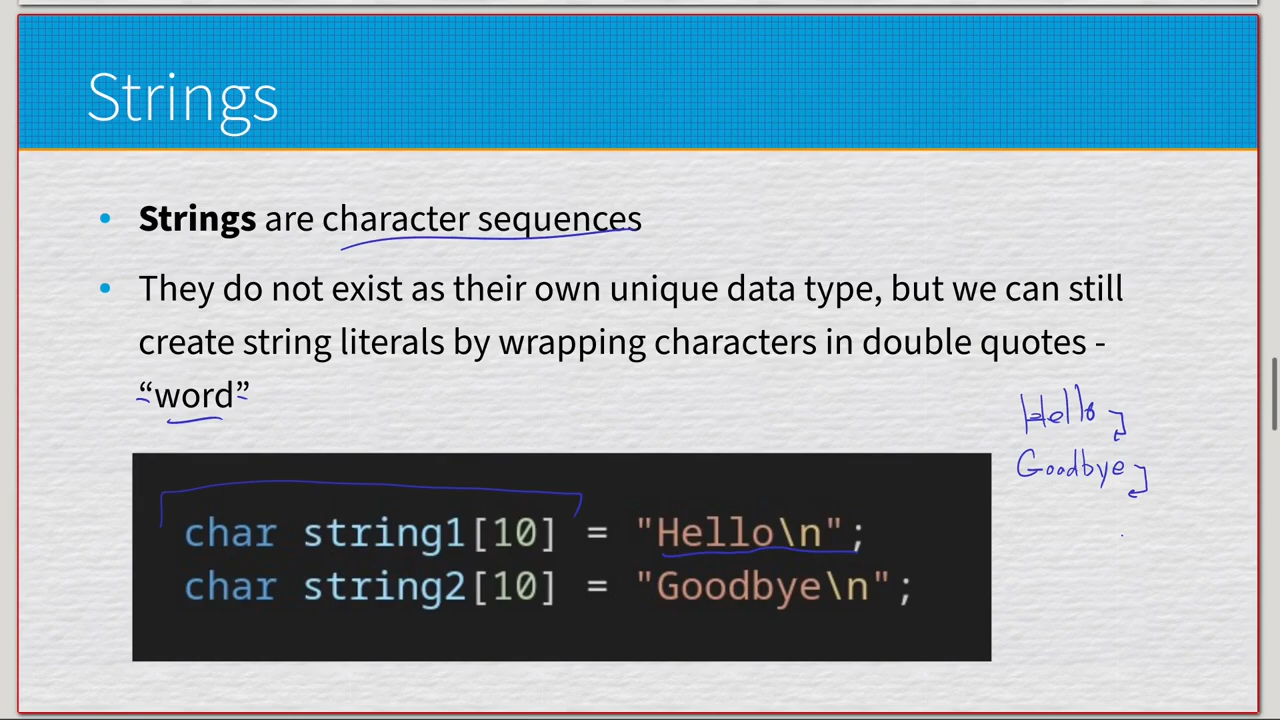 Strings
• Strings are character sequences
• They do not exist as their own unique data type, but we can still
create string literals by wrapping characters in double quotes -
“word”
Hello
Goodbye
char string1[10] = "Hello\n";
char string2[10] = "Goodbye\n";